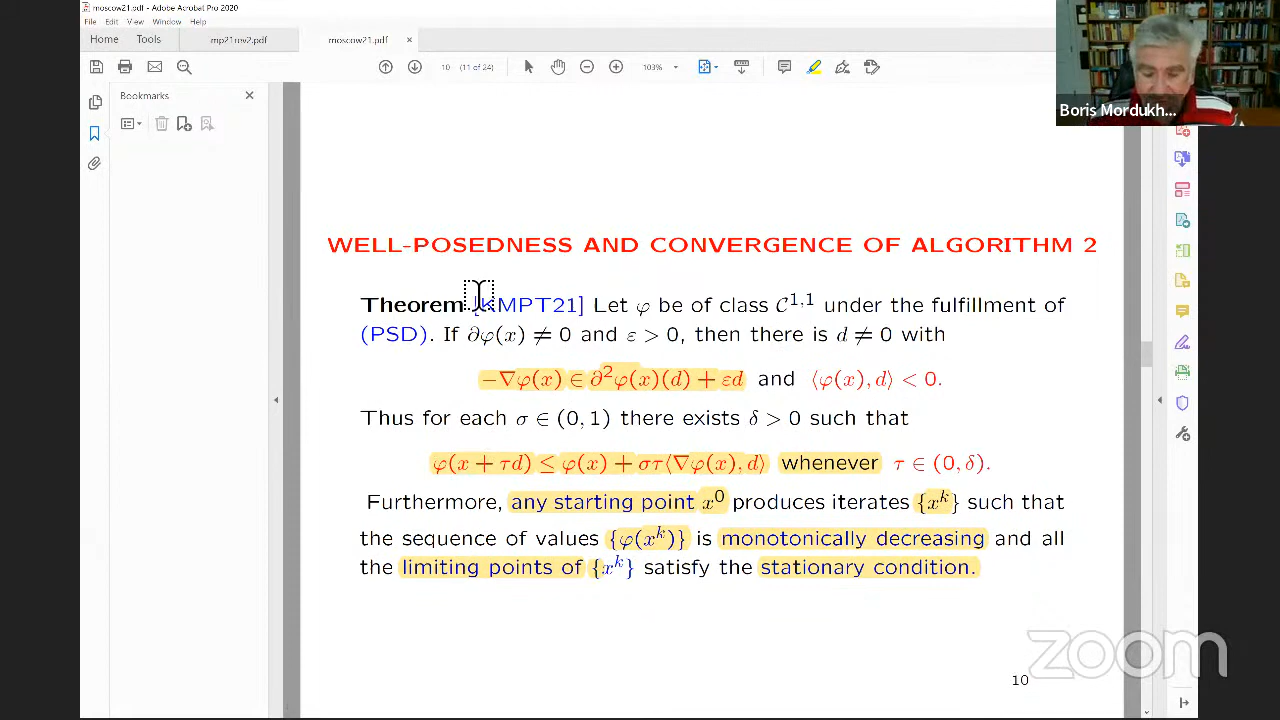 moscow21.pdf - Adobe Acrobat Pro 2020
File Edit View Window Help
Home Tools mp21rev2.pdf moscow21.pdf ×
10 (11 of 24) 103%
Bookmarks
Boris Mordukh...
WELL-POSEDNESS AND CONVERGENCE OF ALGORITHM 2
Theorem [KMPT21] Let φ be of class C^{1,1} under the fulfillment of
(PSD). If ∂φ(x) ≠ 0 and ε > 0, then there is d ≠ 0 with
−∇φ(x) ∈ ∂²φ(x)(d) + εd and ⟨φ(x), d⟩ < 0.
Thus for each σ ∈ (0, 1) there exists δ > 0 such that
φ(x + τd) ≤ φ(x) + στ⟨∇φ(x), d⟩ whenever τ ∈ (0, δ).
Furthermore, any starting point x⁰ produces iterates {xᵏ} such that
the sequence of values {φ(xᵏ)} is monotonically decreasing and all
the limiting points of {xᵏ} satisfy the stationary condition.
zoom
10